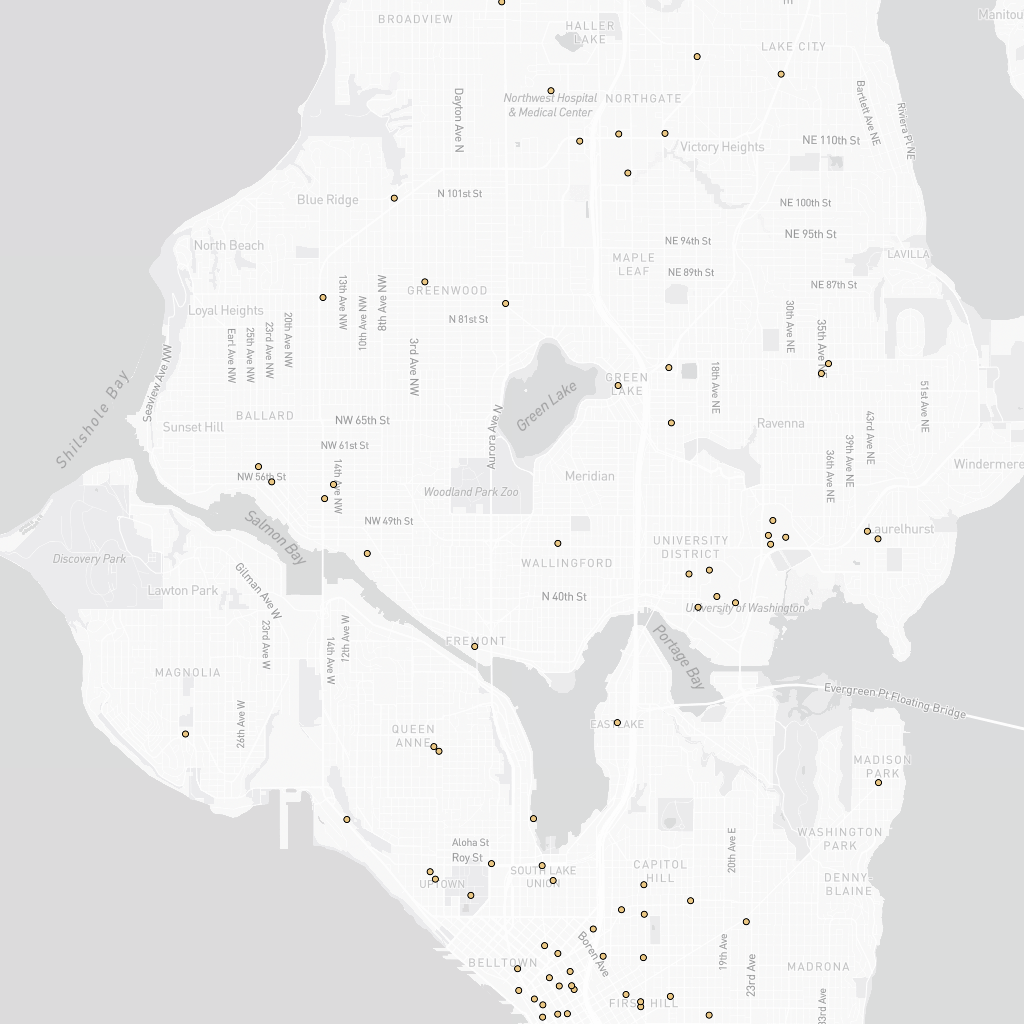 BROADVIEW
HALLER
LAKE
LAKE CITY
Manitou
Northwest Hospital
& Medical Center
NORTHGATE
Dayton Ave N
Bartlett Ave NE
Riviera Pl NE
NE 110th St
Victory Heights
Blue Ridge
N 101st St
NE 100th St
NE 95th St
North Beach
NE 94th St
LAVILLA
MAPLE
LEAF
NE 89th St
NE 87th St
GREENWOOD
13th Ave NW
10th Ave NW
8th Ave NW
Loyal Heights
N 81st St
20th Ave NW
23rd Ave NW
25th Ave NW
Earl Ave NW
3rd Ave NW
30th Ave NE
35th Ave NE
Seaview Ave NW
Shilshole Bay
GREEN
LAKE
Green Lake
18th Ave NE
51st Ave NE
BALLARD
NW 65th St
Sunset Hill
Aurora Ave N
Ravenna
43rd Ave NE
39th Ave NE
36th Ave NE
NW 61st St
Windermere
NW 56th St
14th Ave NW
Woodland Park Zoo
Meridian
NW 49th St
Laurelhurst
Salmon Bay
UNIVERSITY
DISTRICT
Discovery Park
WALLINGFORD
Lawton Park
Gilman Ave W
N 40th St
University of Washington
23rd Ave W
14th Ave W
12th Ave W
FREMONT
Portage Bay
MAGNOLIA
Evergreen Pt Floating Bridge
26th Ave W
QUEEN
ANNE
EASTLAKE
MADISON
PARK
WASHINGTON
PARK
20th Ave E
Aloha St
Roy St
SOUTH LAKE
UNION
CAPITOL
HILL
UPTOWN
DENNY-
BLAINE
Boren Ave
19th Ave
23rd Ave
BELLTOWN
MADRONA
FIRST HILL
33rd Ave